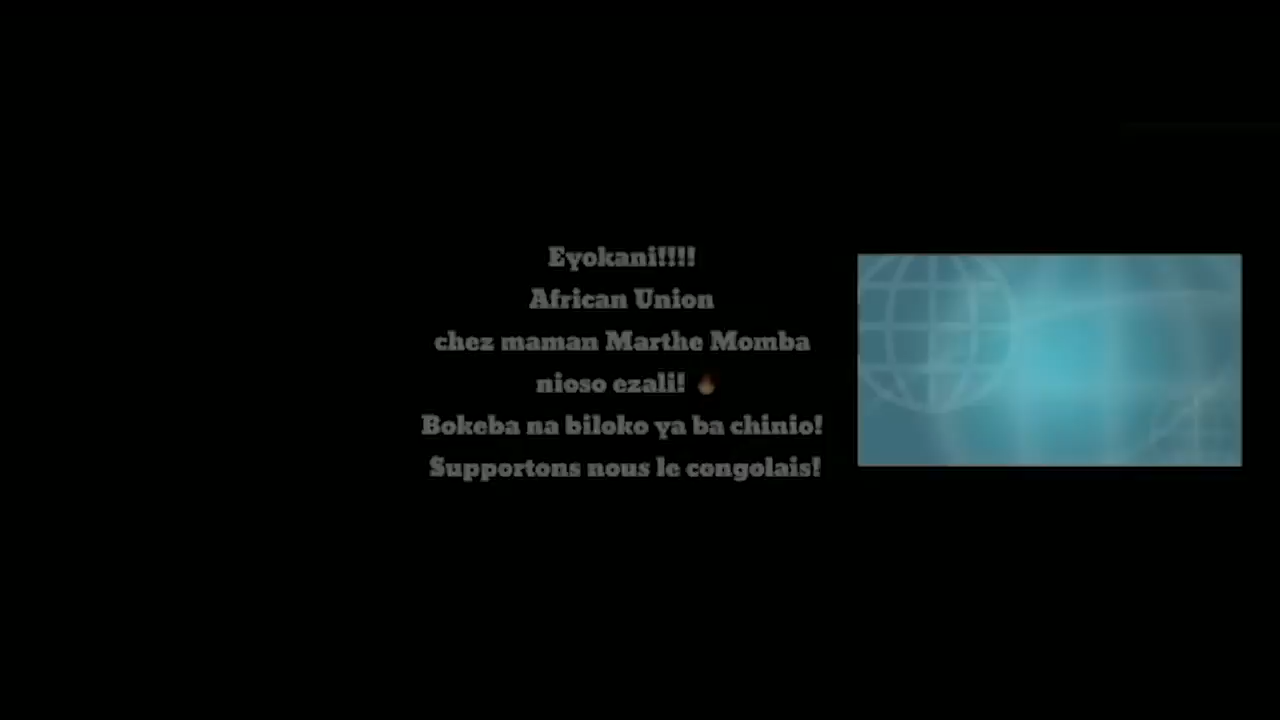 Eyokani!!!!
African Union
chez maman Marthe Momba
nioso ezali! 🔥
Bokeba na biloko ya ba chinio!
Supportons nous le congolais!